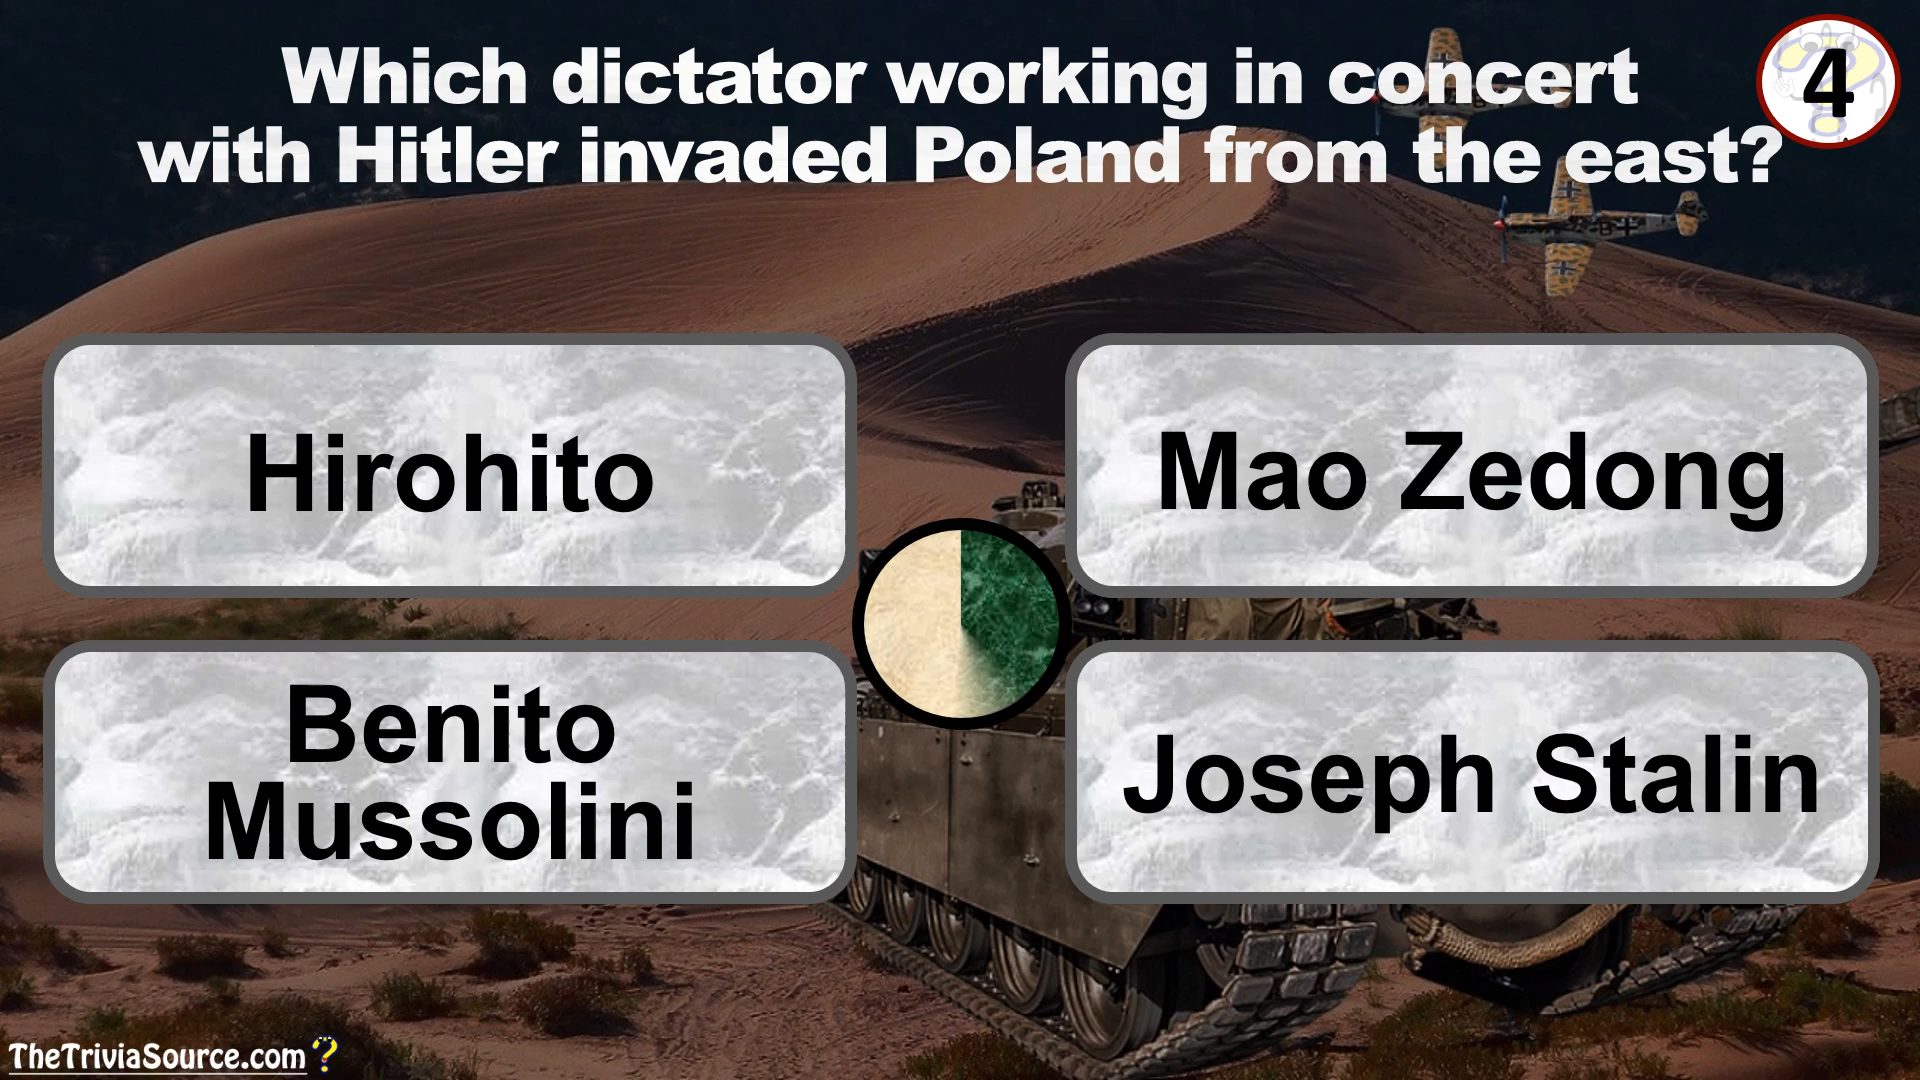 Which dictator working in concert
with Hitler invaded Poland from the east?
4
Hirohito
Mao Zedong
Benito
Mussolini
Joseph Stalin
TheTriviaSource.com?